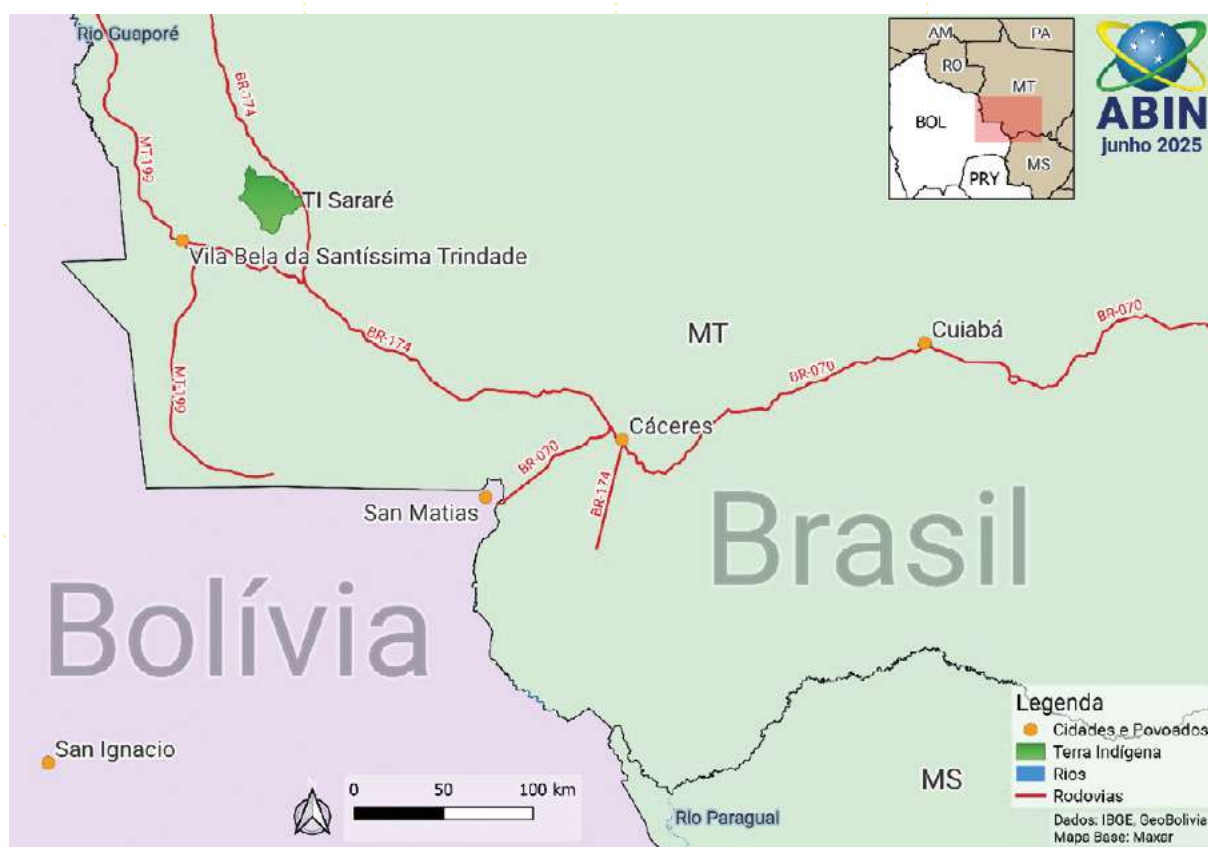 Rio Guaporé
BR-174
MT-199
TI Sararé
Vila Bela da Santíssima Trindade
MT-199
BR-174
MT
BR-070
Cuiabá
BR-070
Cáceres
BR-070
BR-174
San Matias
Bolívia
Brasil
San Ignacio
0 50 100 km
Rio Paraguai
MS
AM
PA
RO
MT
BOL
MS
PRY
ABIN
junho 2025
Legenda
Cidades e Povoados
Terra Indígena
Rios
Rodovias
Dados: IBGE, GeoBolivia
Mapa Base: Maxar